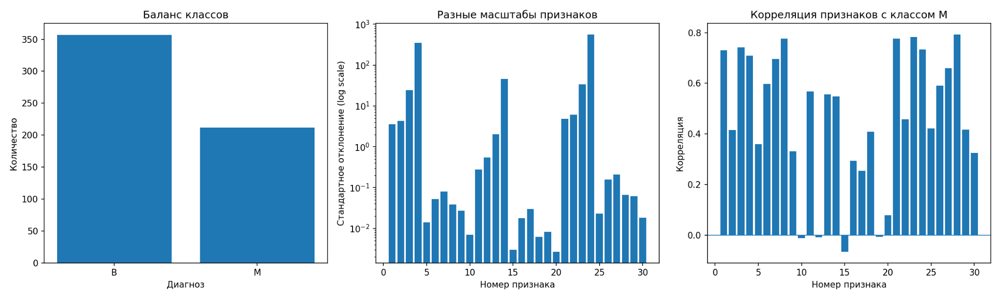 Баланс классов
Количество
350
300
250
200
150
100
50
0
B
M
Диагноз
Разные масштабы признаков
Стандартное отклонение (log scale)
10³
10²
10¹
10⁰
10⁻¹
10⁻²
0 5 10 15 20 25 30
Номер признака
Корреляция признаков с классом M
Корреляция
0.8
0.6
0.4
0.2
0.0
0 5 10 15 20 25 30
Номер признака